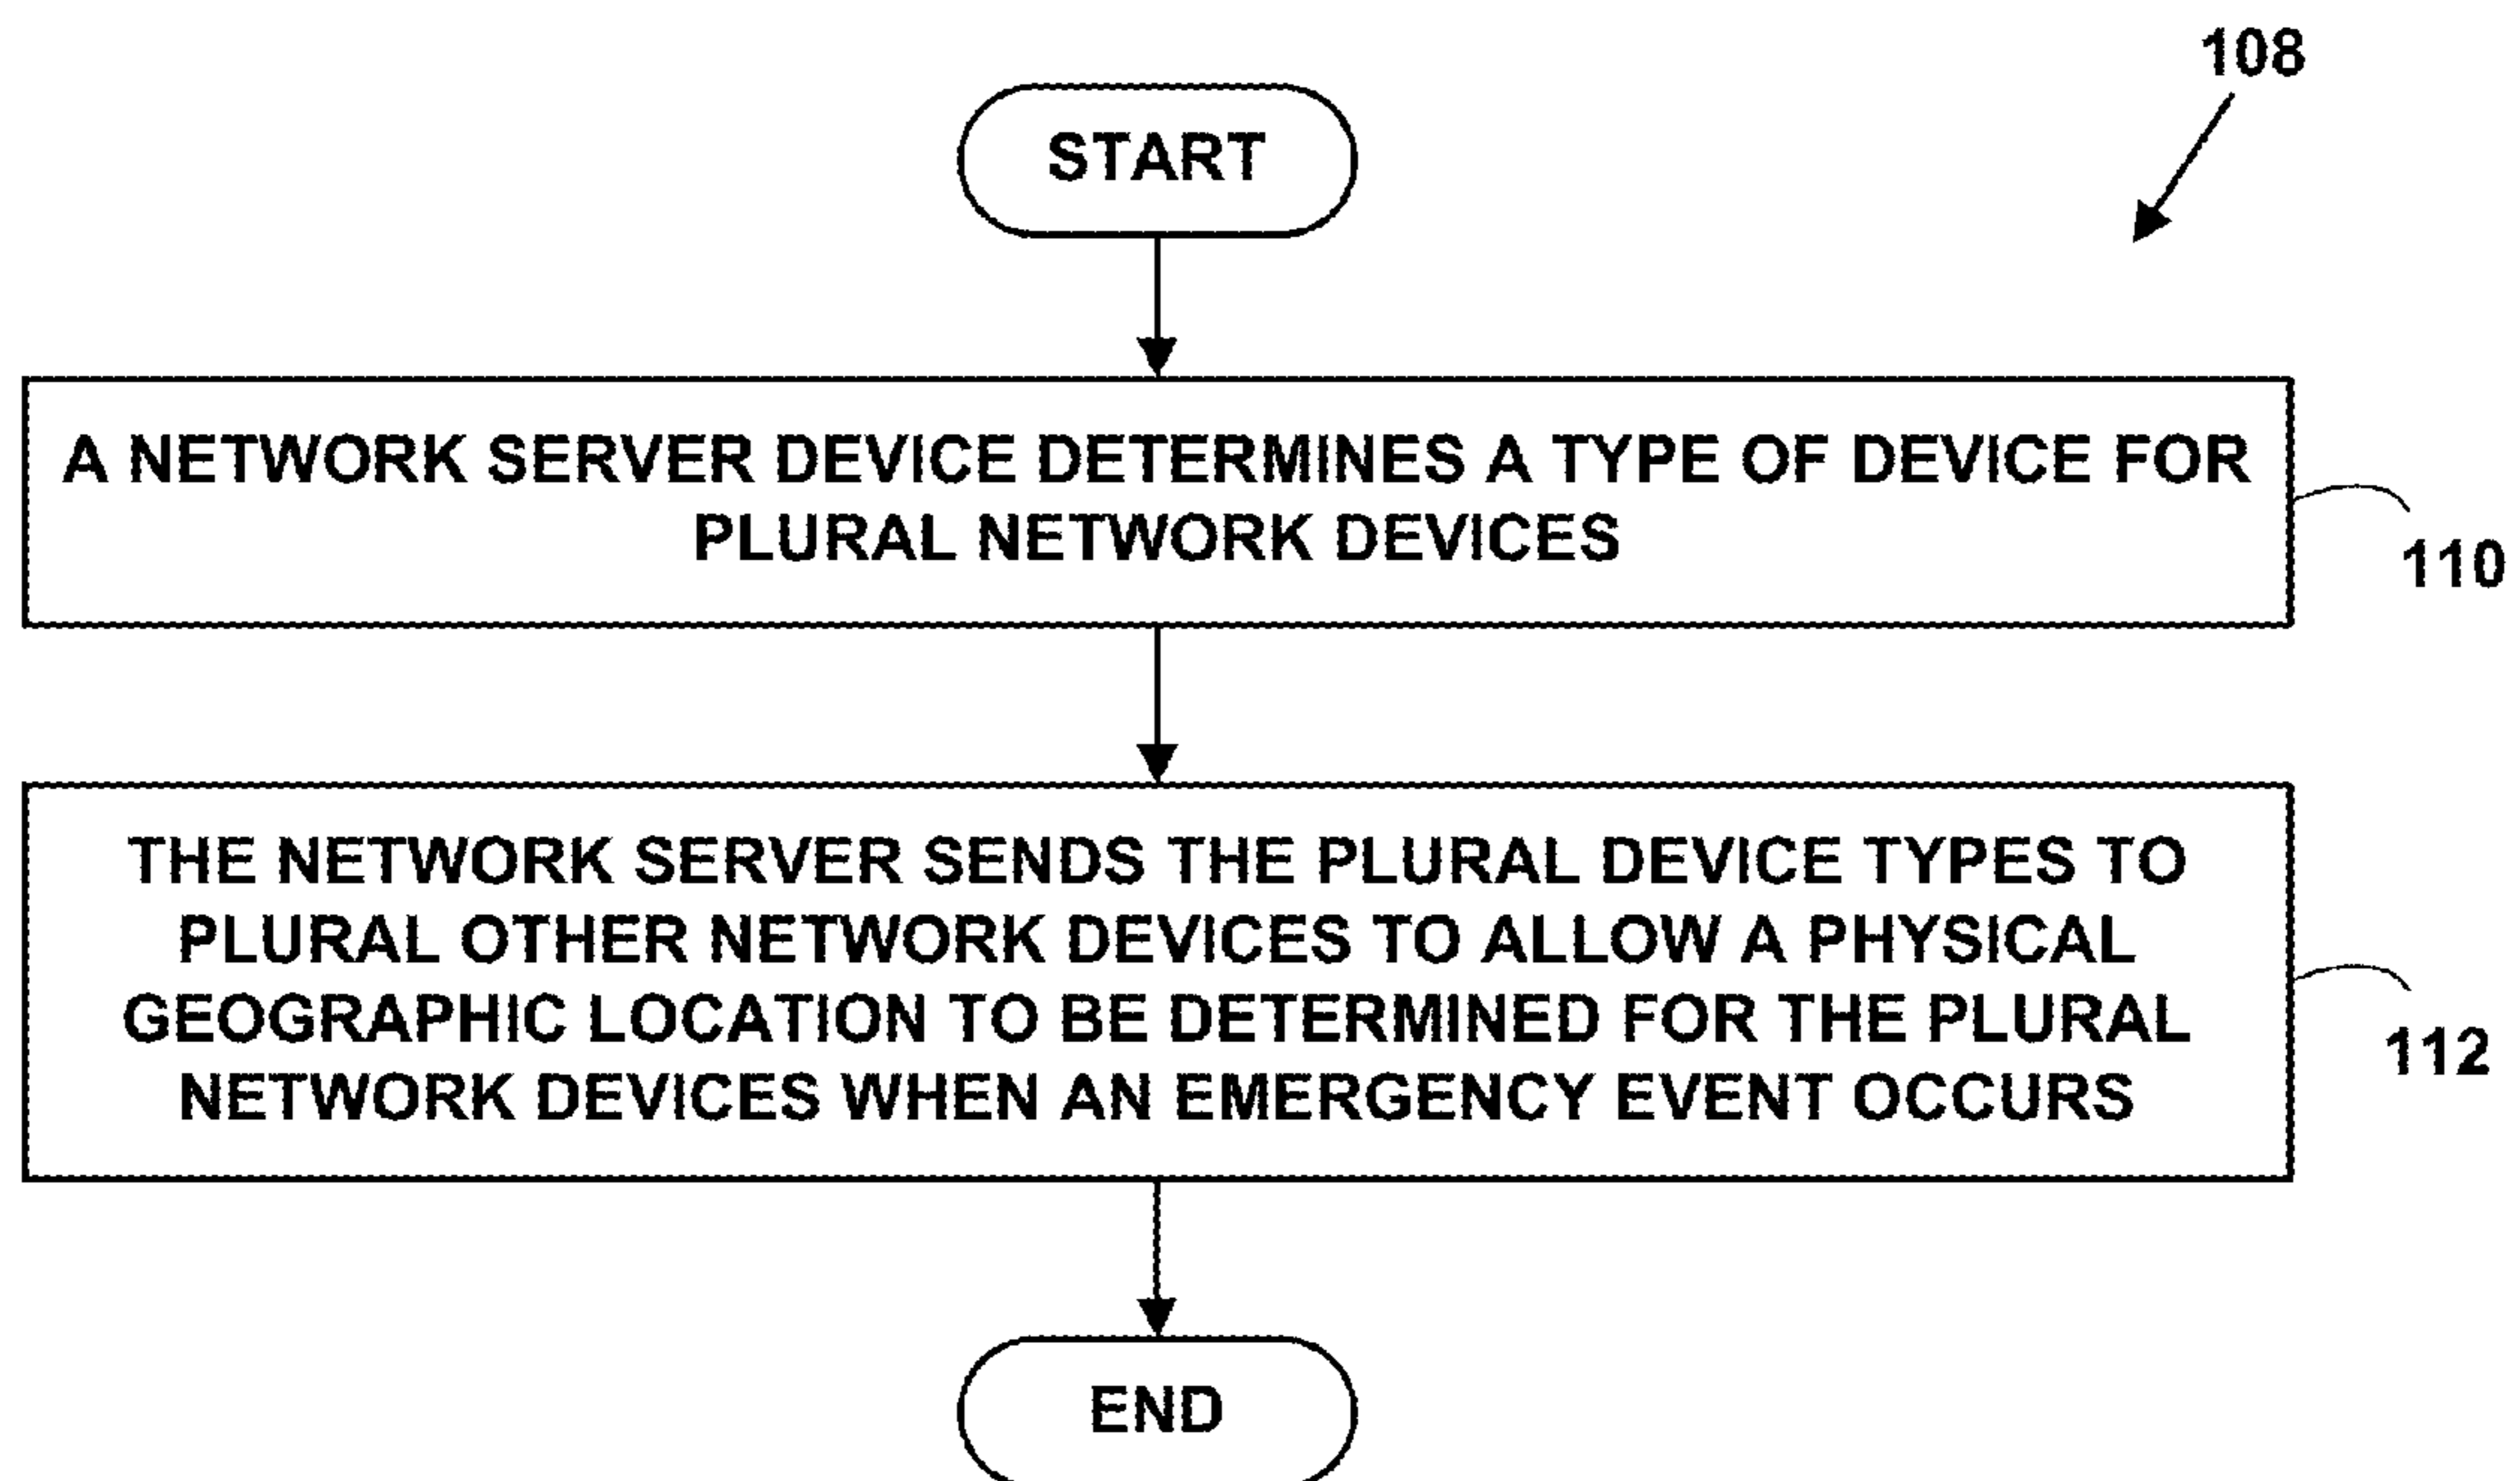 108
START
A NETWORK SERVER DEVICE DETERMINES A TYPE OF DEVICE FOR
PLURAL NETWORK DEVICES
110
THE NETWORK SERVER SENDS THE PLURAL DEVICE TYPES TO
PLURAL OTHER NETWORK DEVICES TO ALLOW A PHYSICAL
GEOGRAPHIC LOCATION TO BE DETERMINED FOR THE PLURAL
NETWORK DEVICES WHEN AN EMERGENCY EVENT OCCURS
112
END